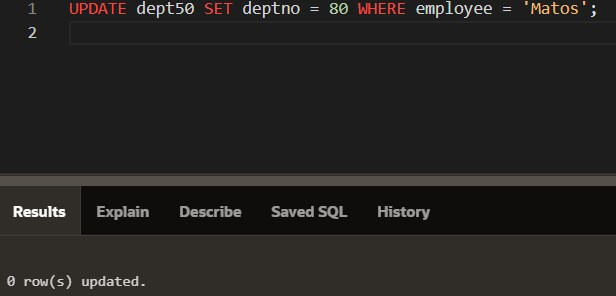 1 UPDATE dept50 SET deptno = 80 WHERE employee = 'Matos';
2
Results Explain Describe Saved SQL History
0 row(s) updated.